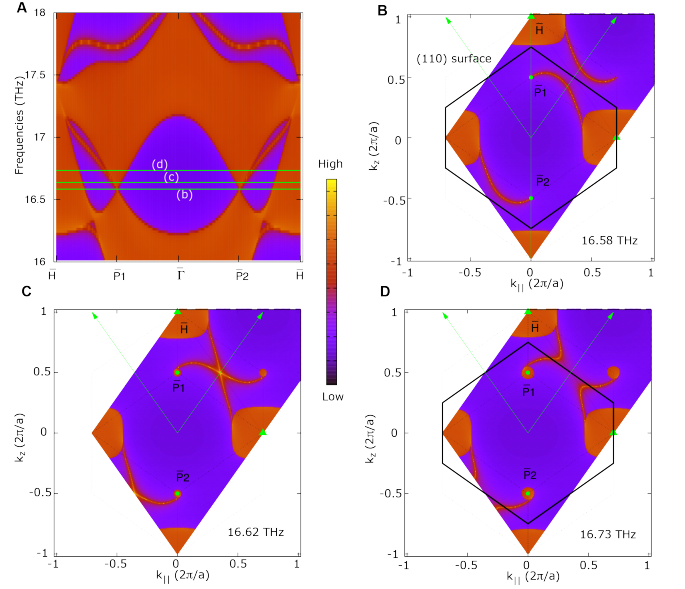 A
18
17.5
17
16.5
16
Frequencies (THz)
(d)
(c)
(b)
H̅
P̅1
Γ̅
P̅2
H̅
High
Low
B
1
0.5
0
-0.5
-1
k_z (2π/a)
H̅
(110) surface
P̅1
P̅2
16.58 THz
-1
-0.5
0
0.5
1
k_|| (2π/a)
C
1
0.5
0
-0.5
-1
k_z (2π/a)
H̅
P̅1
P̅2
16.62 THz
-1
-0.5
0
0.5
1
k_|| (2π/a)
D
1
0.5
0
-0.5
-1
k_z (2π/a)
H̅
P̅1
P̅2
16.73 THz
-1
-0.5
0
0.5
1
k_|| (2π/a)